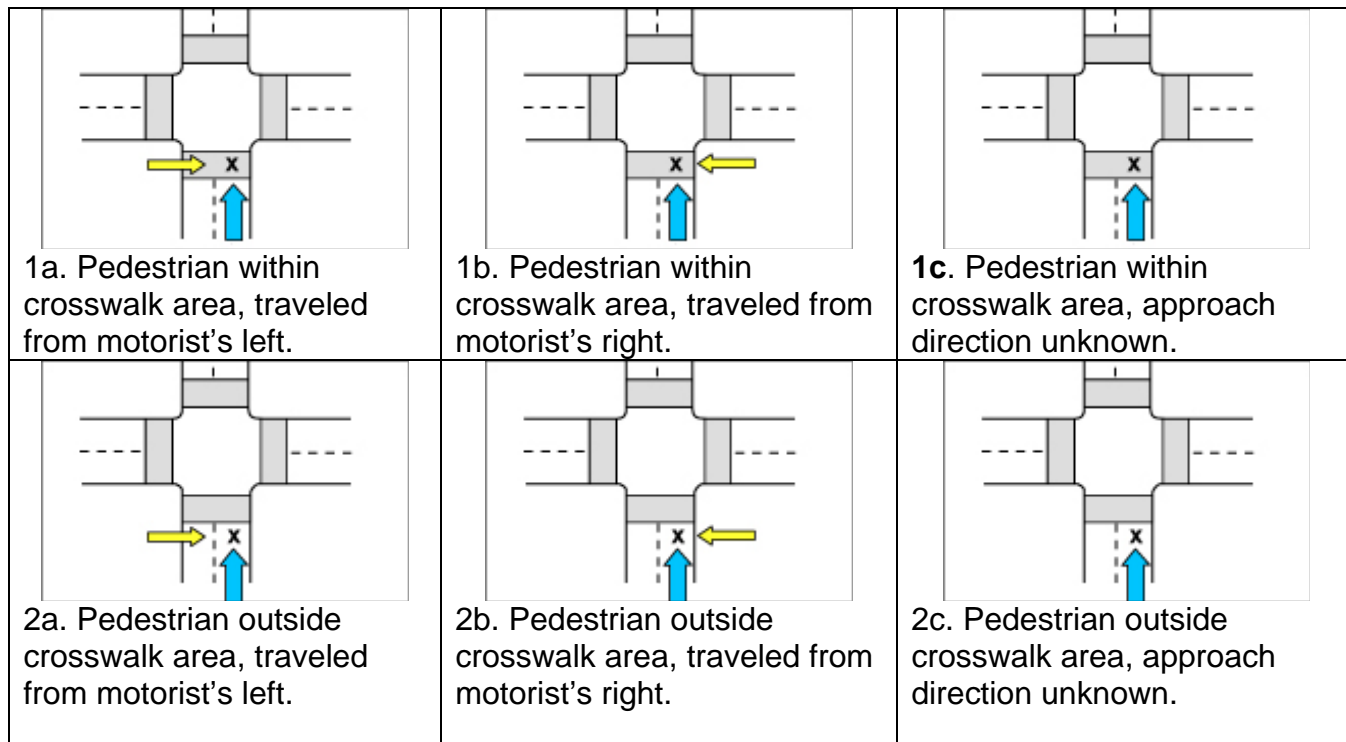 X
1a. Pedestrian within
crosswalk area, traveled
from motorist’s left.
X
1b. Pedestrian within
crosswalk area, traveled from
motorist’s right.
X
1c. Pedestrian within
crosswalk area, approach
direction unknown.
X
2a. Pedestrian outside
crosswalk area, traveled
from motorist’s left.
X
2b. Pedestrian outside
crosswalk area, traveled from
motorist’s right.
X
2c. Pedestrian outside
crosswalk area, approach
direction unknown.